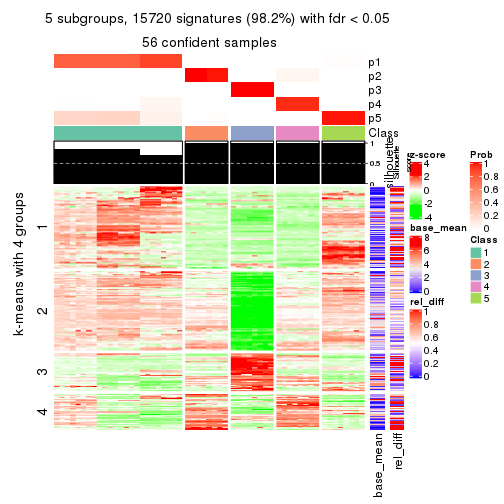 5 subgroups, 15720 signatures (98.2%) with fdr < 0.05
56 confident samples
p1
p2
p3
p4
p5
Class
1
0.5
0
silhouette
Silhouette
score
k-means with 4 groups
1
2
3
4
base_mean
rel_diff
z-score
4
2
0
-2
-4
base_mean
8
6
4
2
0
rel_diff
1
0.8
0.6
0.4
0.2
0
Prob
1
0.8
0.6
0.4
0.2
0
Class
1
2
3
4
5